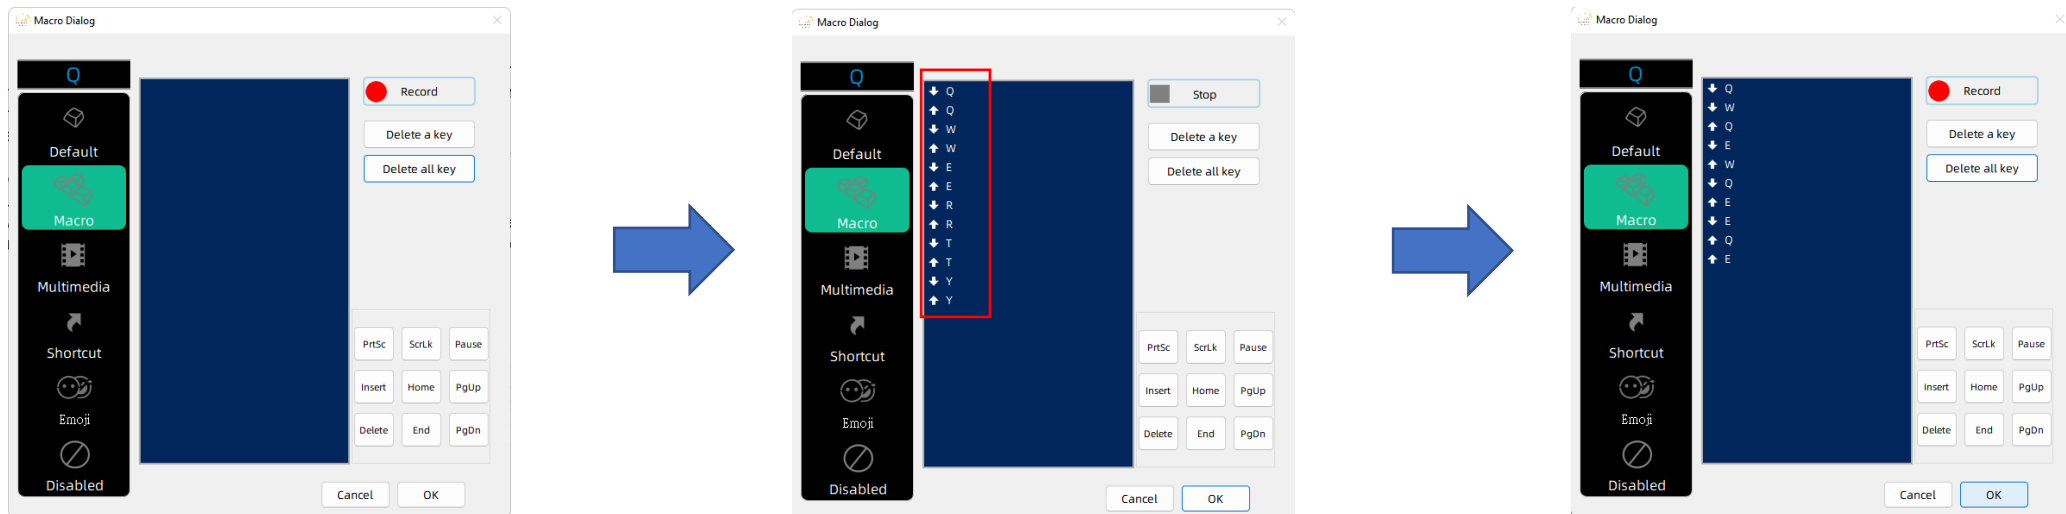 Macro Dialog
Q
Default
Macro
Multimedia
Shortcut
Emoji
Disabled
Record
Delete a key
Delete all key
PrtSc ScrLk Pause
Insert Home PgUp
Delete End PgDn
Cancel OK
Macro Dialog
Q
Default
Macro
Multimedia
Shortcut
Emoji
Disabled
Q
Q
W
W
E
E
R
R
T
T
Y
Y
Stop
Delete a key
Delete all key
PrtSc ScrLk Pause
Insert Home PgUp
Delete End PgDn
Cancel OK
Macro Dialog
Q
Default
Macro
Multimedia
Shortcut
Emoji
Disabled
Q
W
Q
E
W
Q
E
E
Q
E
Record
Delete a key
Delete all key
PrtSc ScrLk Pause
Insert Home PgUp
Delete End PgDn
Cancel OK